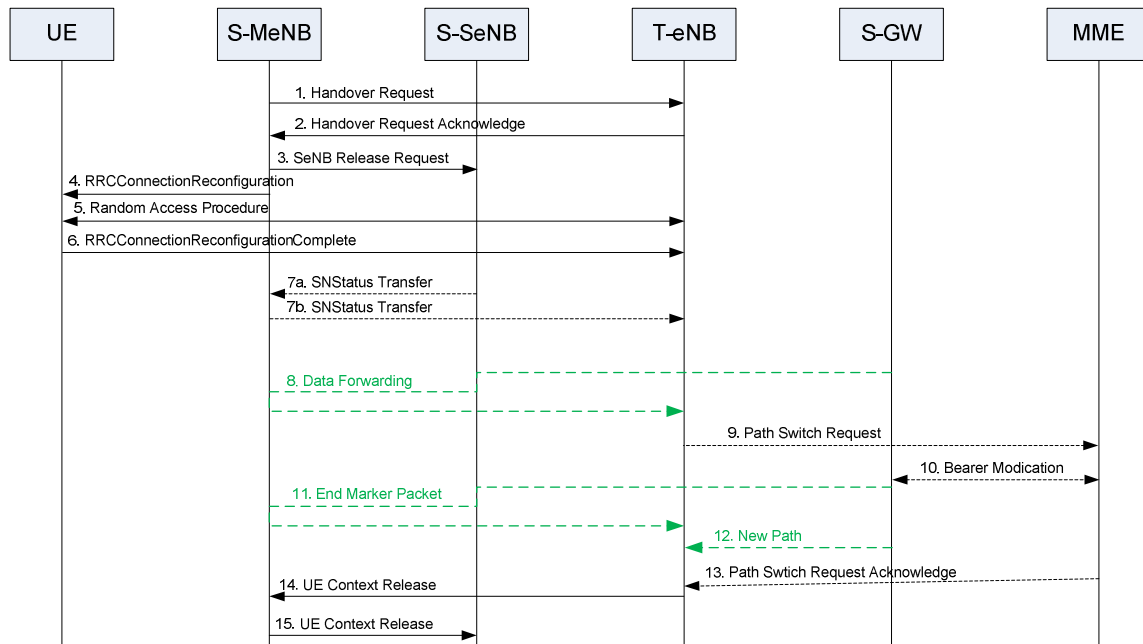 UE
S-MeNB
S-SeNB
T-eNB
S-GW
MME
1. Handover Request
2. Handover Request Acknowledge
3. SeNB Release Request
4. RRCConnectionReconfiguration
5. Random Access Procedure
6. RRCConnectionReconfigurationComplete
7a. SNStatus Transfer
7b. SNStatus Transfer
8. Data Forwarding
9. Path Switch Request
10. Bearer Modication
11. End Marker Packet
12. New Path
13. Path Swtich Request Acknowledge
14. UE Context Release
15. UE Context Release